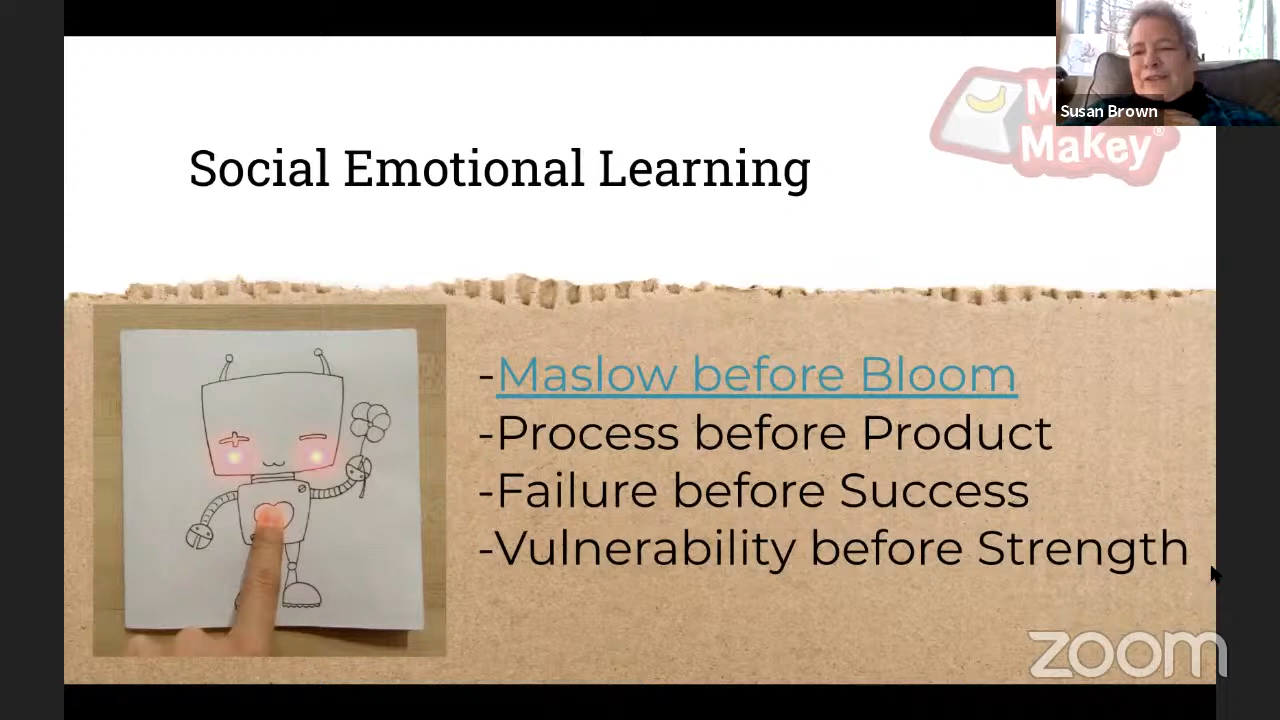 Susan Brown
Makey®
Social Emotional Learning
-Maslow before Bloom
-Process before Product
-Failure before Success
-Vulnerability before Strength
zoom